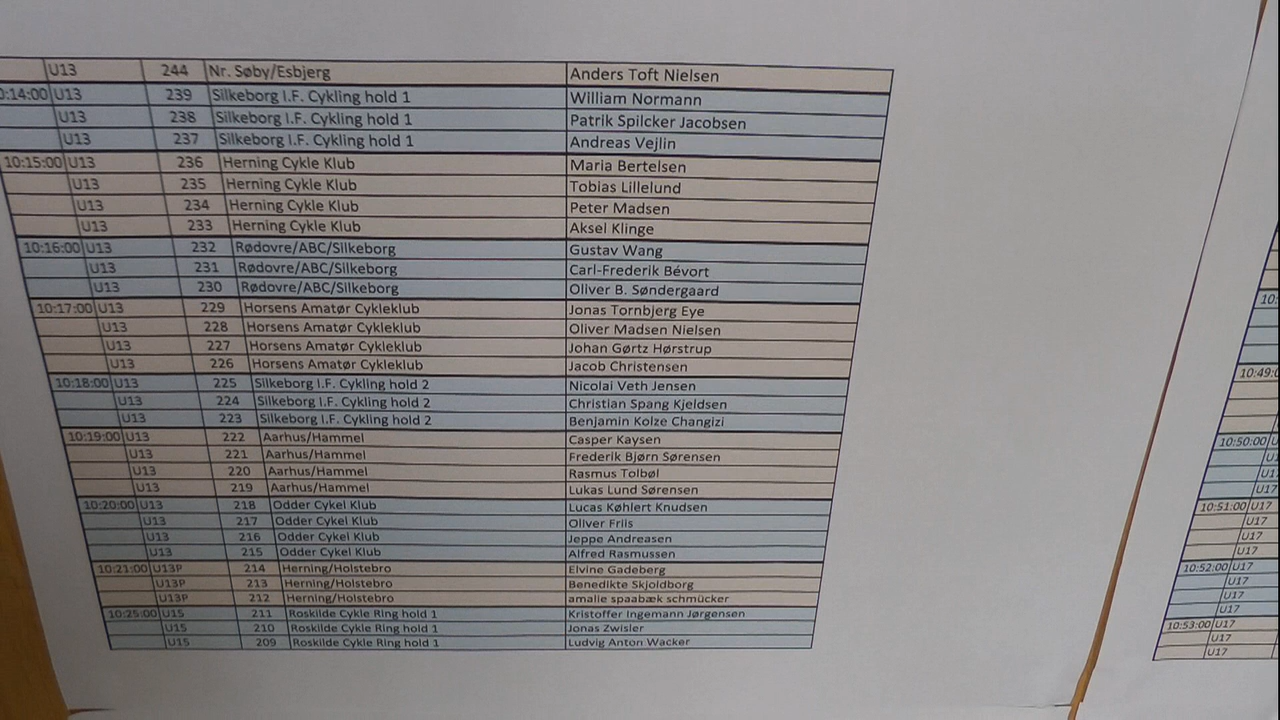 U13 244 Nr. Søby/Esbjerg Anders Toft Nielsen
0:14:00 U13 239 Silkeborg I.F. Cykling hold 1 William Normann
U13 238 Silkeborg I.F. Cykling hold 1 Patrik Spilcker Jacobsen
U13 237 Silkeborg I.F. Cykling hold 1 Andreas Vejlin
10:15:00 U13 236 Herning Cykle Klub Maria Bertelsen
U13 235 Herning Cykle Klub Tobias Lillelund
U13 234 Herning Cykle Klub Peter Madsen
U13 233 Herning Cykle Klub Aksel Klinge
10:16:00 U13 232 Rødovre/ABC/Silkeborg Gustav Wang
U13 231 Rødovre/ABC/Silkeborg Carl-Frederik Bévort
U13 230 Rødovre/ABC/Silkeborg Oliver B. Søndergaard
10:17:00 U13 229 Horsens Amatør Cykleklub Jonas Tornbjerg Eye
U13 228 Horsens Amatør Cykleklub Oliver Madsen Nielsen
U13 227 Horsens Amatør Cykleklub Johan Gørtz Hørstrup
U13 226 Horsens Amatør Cykleklub Jacob Christensen
10:18:00 U13 225 Silkeborg I.F. Cykling hold 2 Nicolai Veth Jensen
U13 224 Silkeborg I.F. Cykling hold 2 Christian Spang Kjeldsen
U13 223 Silkeborg I.F. Cykling hold 2 Benjamin Kolze Changizi
10:19:00 U13 222 Aarhus/Hammel Casper Kaysen
U13 221 Aarhus/Hammel Frederik Bjørn Sørensen
U13 220 Aarhus/Hammel Rasmus Tolbøl
U13 219 Aarhus/Hammel Lukas Lund Sørensen
10:20:00 U13 218 Odder Cykel Klub Lucas Køhlert Knudsen
U13 217 Odder Cykel Klub Oliver Friis
U13 216 Odder Cykel Klub Jeppe Andreasen
U13 215 Odder Cykel Klub Alfred Rasmussen
10:21:00 U13P 214 Herning/Holstebro Elvine Gadeberg
U13P 213 Herning/Holstebro Benedikte Skjoldborg
U13P 212 Herning/Holstebro amalie spaabæk schmücker
10:25:00 U15 211 Roskilde Cykle Ring hold 1 Kristoffer Ingemann Jørgensen
U15 210 Roskilde Cykle Ring hold 1 Jonas Zwisler
U15 209 Roskilde Cykle Ring hold 1 Ludvig Anton Wacker
10:
10:49:0
10:50:00 U
U1
U1
U17
10:51:00 U17
U17
U17
10:52:00 U17
U17
U17
U17
10:53:00 U17
U17
U17